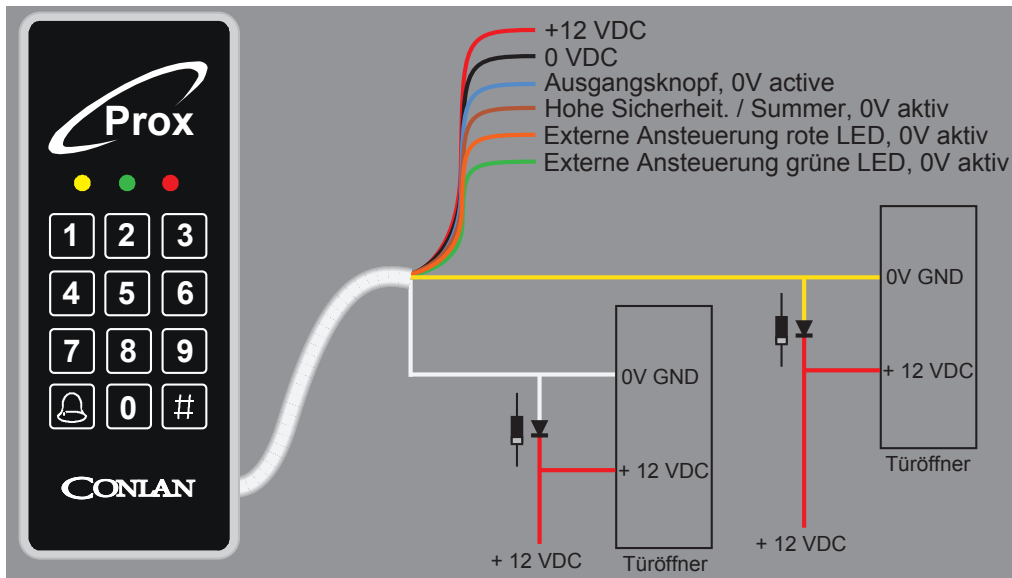 Prox
1 2 3
4 5 6
7 8 9
0 #
CONLAN
+12 VDC
0 VDC
Ausgangsknopf, 0V active
Hohe Sicherheit. / Summer, 0V aktiv
Externe Ansteuerung rote LED, 0V aktiv
Externe Ansteuerung grüne LED, 0V aktiv
0V GND
+ 12 VDC
Türöffner
+ 12 VDC
0V GND
+ 12 VDC
Türöffner
+ 12 VDC